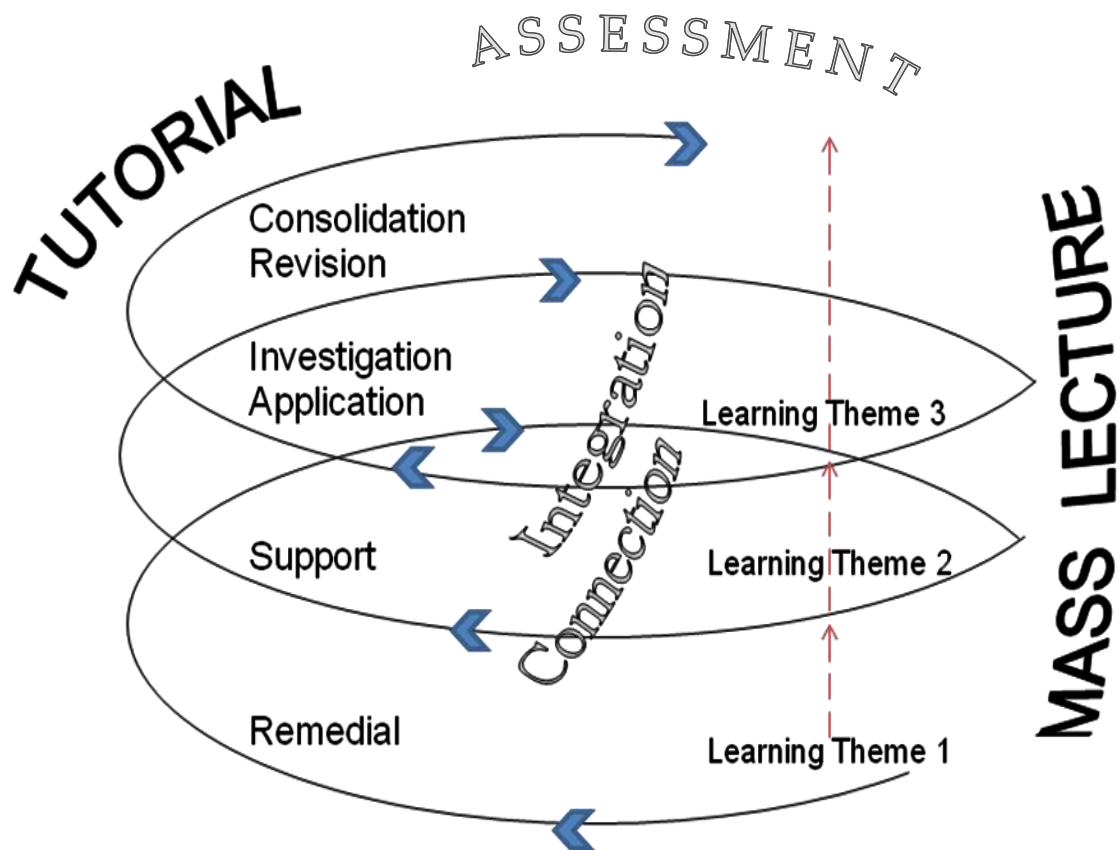 ASSESSMENT
TUTORIAL
Consolidation
Revision
Investigation
Application
Support
Remedial
Integration
Connection
Learning Theme 3
Learning Theme 2
Learning Theme 1
MASS LECTURE